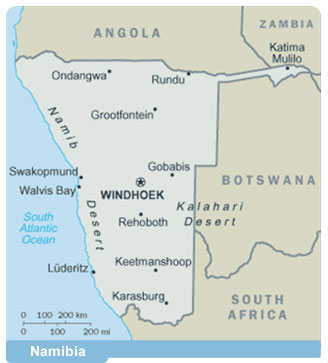 ANGOLA
ZAMBIA
Katima
Mulilo
Ondangwa
Rundu
Grootfontein
Namib
Desert
Gobabis
Swakopmund
Walvis Bay
WINDHOEK
BOTSWANA
Kalahari
Desert
South
Atlantic
Ocean
Rehoboth
Keetmanshoop
Lüderitz
Karasburg
SOUTH
AFRICA
0 100 200 km
0 100 200 mi
Namibia